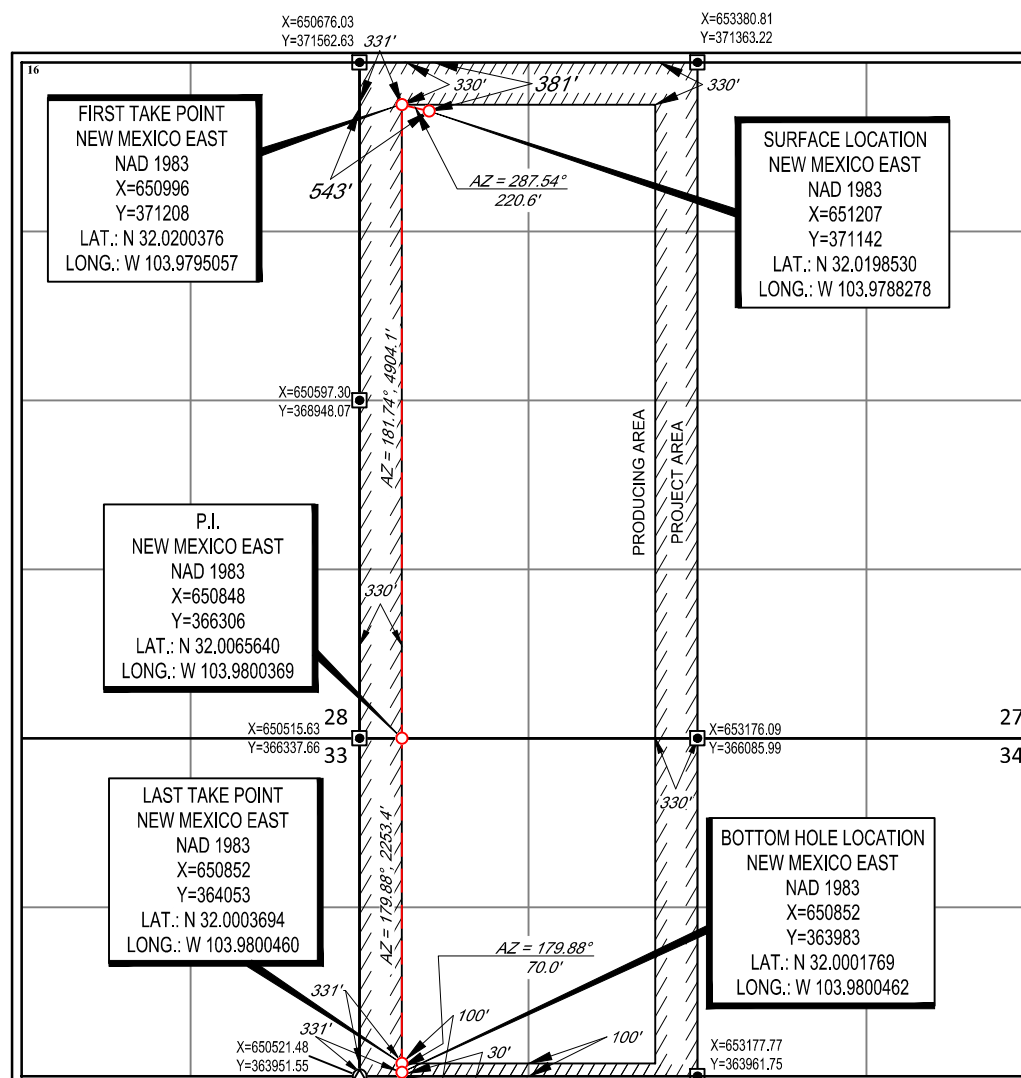 X=650676.03
Y=371562.63
X=653380.81
Y=371363.22
16
331'
330'
381'
330'
FIRST TAKE POINT
NEW MEXICO EAST
NAD 1983
X=650996
Y=371208
LAT.: N 32.0200376
LONG.: W 103.9795057
543'
AZ = 287.54°
220.6'
SURFACE LOCATION
NEW MEXICO EAST
NAD 1983
X=651207
Y=371142
LAT.: N 32.0198530
LONG.: W 103.9788278
AZ = 181.74°, 4904.1'
X=650597.30
Y=368948.07
PRODUCING AREA
PROJECT AREA
P.I.
NEW MEXICO EAST
NAD 1983
X=650848
Y=366306
LAT.: N 32.0065640
LONG.: W 103.9800369
330'
28
33
X=650515.63
Y=366337.66
X=653176.09
Y=366085.99
27
34
330'
LAST TAKE POINT
NEW MEXICO EAST
NAD 1983
X=650852
Y=364053
LAT.: N 32.0003694
LONG.: W 103.9800460
AZ = 179.88°, 2253.4'
BOTTOM HOLE LOCATION
NEW MEXICO EAST
NAD 1983
X=650852
Y=363983
LAT.: N 32.0001769
LONG.: W 103.9800462
AZ = 179.88°
70.0'
331'
331'
100'
100'
30'
X=650521.48
Y=363951.55
X=653177.77
Y=363961.75